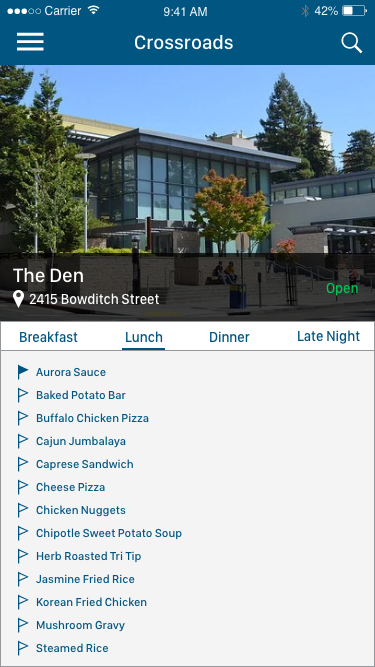 Carrier 9:41 AM 42%
Crossroads
The Den
2415 Bowditch Street
Open
Breakfast Lunch Dinner Late Night
Aurora Sauce
Baked Potato Bar
Buffalo Chicken Pizza
Cajun Jumbalaya
Caprese Sandwich
Cheese Pizza
Chicken Nuggets
Chipotle Sweet Potato Soup
Herb Roasted Tri Tip
Jasmine Fried Rice
Korean Fried Chicken
Mushroom Gravy
Steamed Rice